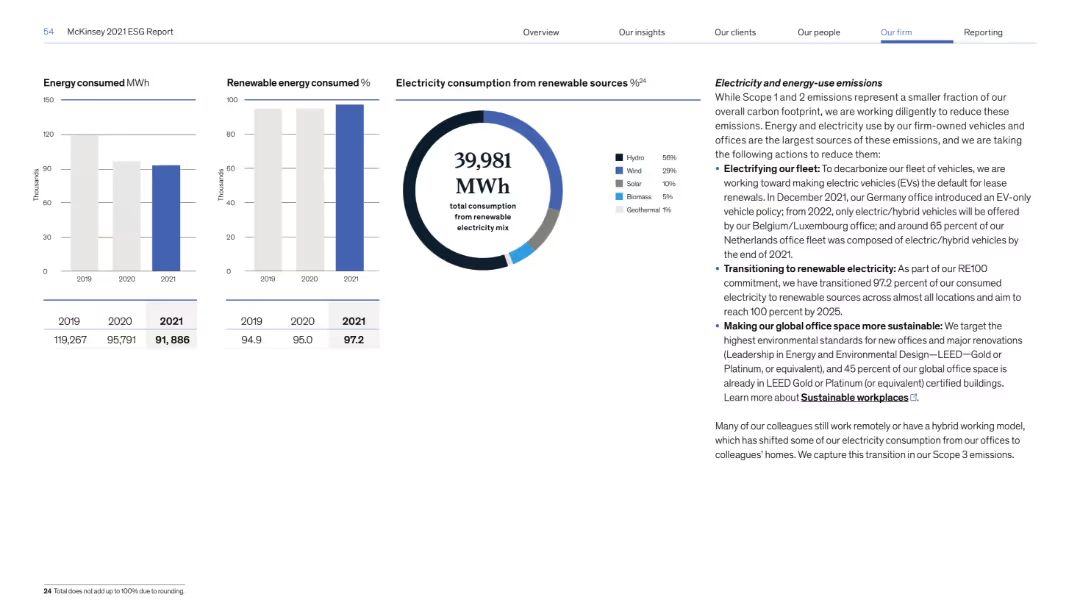 54 McKinsey 2021 ESG Report
Overview Our insights Our clients Our people Our firm Reporting
Energy consumed MWh
150
120
90
60
30
0
Thousands
2019 2020 2021
2019 2020 2021
119,267 95,791 91, 886
Renewable energy consumed %
100
80
60
40
20
0
Thousands
2019 2020 2021
2019 2020 2021
94.9 95.0 97.2
Electricity consumption from renewable sources %24
39,981
MWh
total consumption
from renewable
electricity mix
Hydro 56%
Wind 29%
Solar 10%
Biomass 5%
Geothermal 1%
Electricity and energy-use emissions
While Scope 1 and 2 emissions represent a smaller fraction of our
overall carbon footprint, we are working diligently to reduce these
emissions. Energy and electricity use by our firm-owned vehicles and
offices are the largest sources of these emissions, and we are taking
the following actions to reduce them:
• Electrifying our fleet: To decarbonize our fleet of vehicles, we are
working toward making electric vehicles (EVs) the default for lease
renewals. In December 2021, our Germany office introduced an EV-only
vehicle policy; from 2022, only electric/hybrid vehicles will be offered
by our Belgium/Luxembourg office; and around 65 percent of our
Netherlands office fleet was composed of electric/hybrid vehicles by
the end of 2021.
• Transitioning to renewable electricity: As part of our RE100
commitment, we have transitioned 97.2 percent of our consumed
electricity to renewable sources across almost all locations and aim to
reach 100 percent by 2025.
• Making our global office space more sustainable: We target the
highest environmental standards for new offices and major renovations
(Leadership in Energy and Environmental Design—LEED—Gold or
Platinum, or equivalent), and 45 percent of our global office space is
already in LEED Gold or Platinum (or equivalent) certified buildings.
Learn more about Sustainable workplaces.
Many of our colleagues still work remotely or have a hybrid working model,
which has shifted some of our electricity consumption from our offices to
colleagues' homes. We capture this transition in our Scope 3 emissions.
24 Total does not add up to 100% due to rounding.